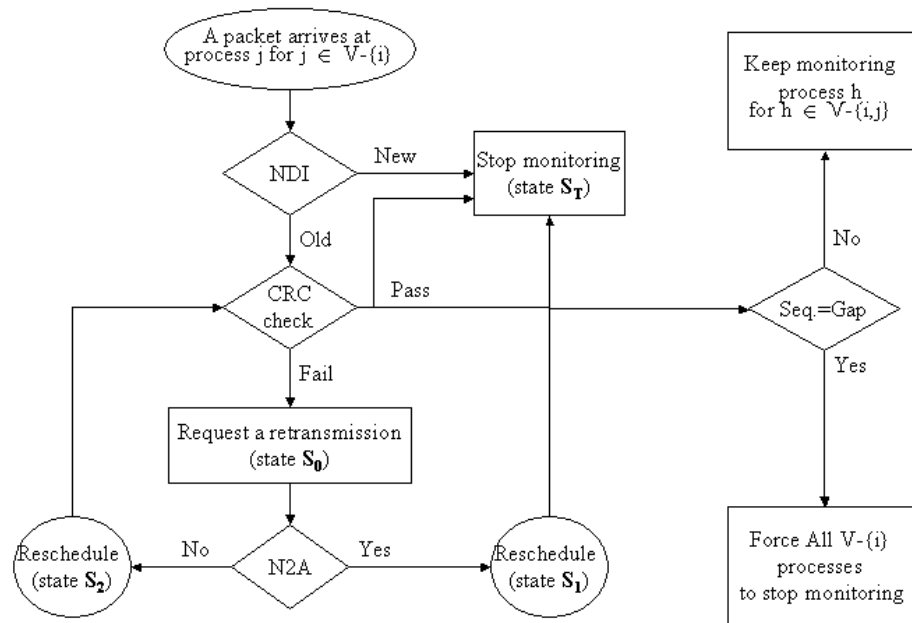 A packet arrives at
process j for j ∈ V-{i}
NDI
New
Stop monitoring
(state S_T)
Old
CRC
check
Pass
Fail
Request a retransmission
(state S_0)
N2A
No
Yes
Reschedule
(state S_2)
Reschedule
(state S_1)
Keep monitoring
process h
for h ∈ V-{i,j}
No
Seq.=Gap
Yes
Force All V-{i}
processes
to stop monitoring